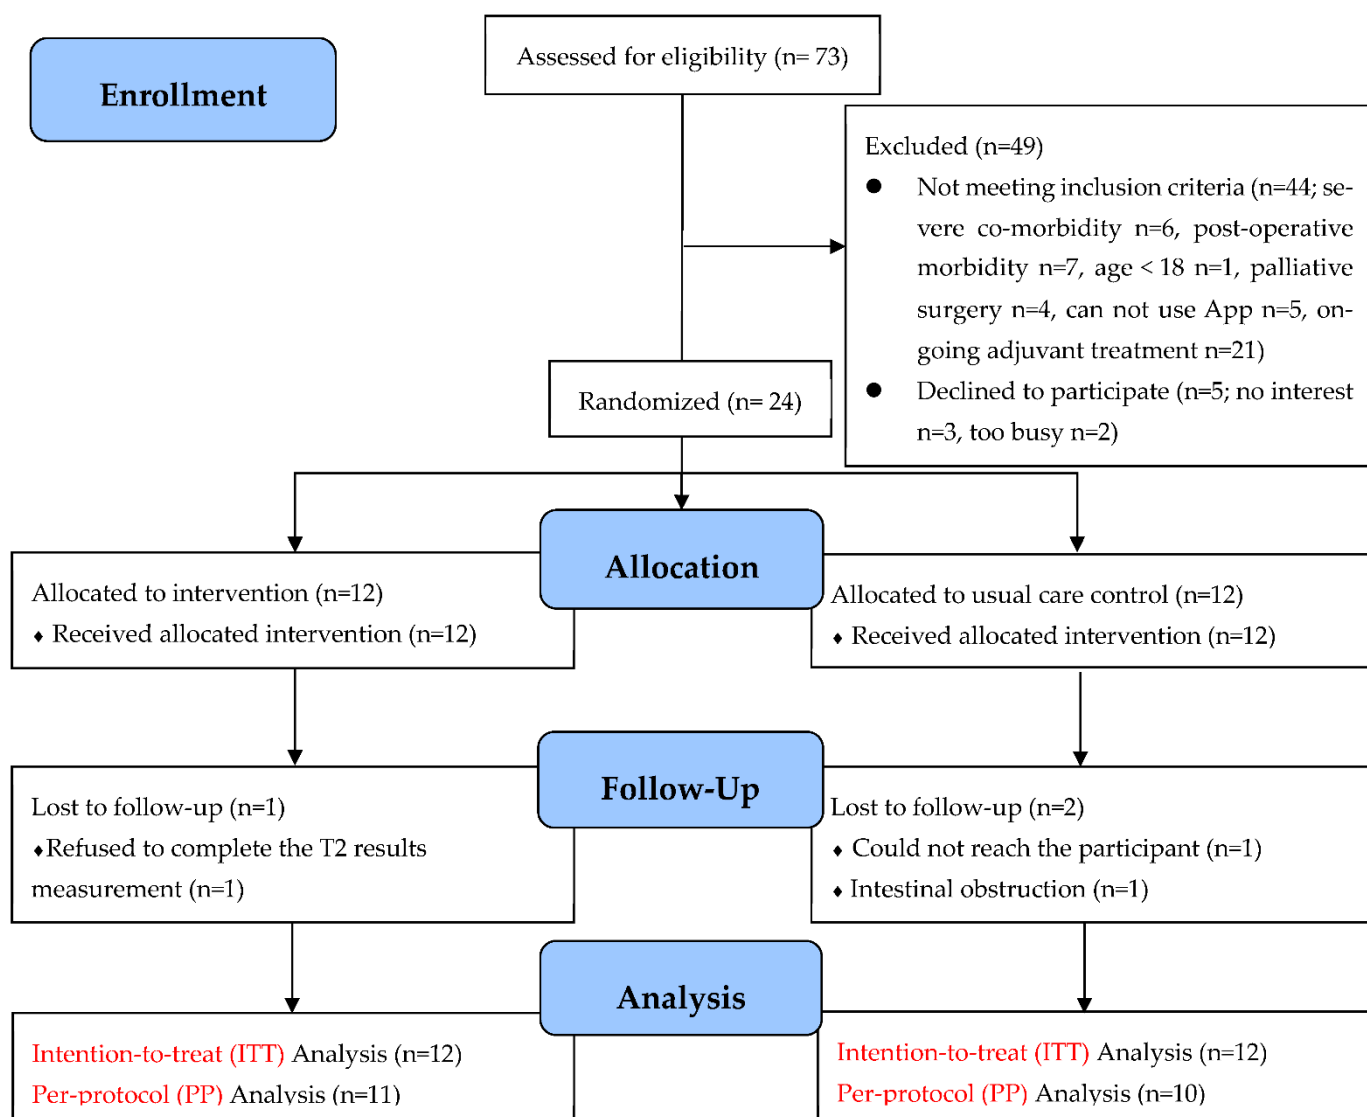 Assessed for eligibility (n= 73)
Enrollment
Excluded (n=49)
● Not meeting inclusion criteria (n=44; se-
vere co-morbidity n=6, post-operative
morbidity n=7, age < 18 n=1, palliative
surgery n=4, can not use App n=5, on-
going adjuvant treatment n=21)
● Declined to participate (n=5; no interest
n=3, too busy n=2)
Randomized (n= 24)
Allocation
Allocated to intervention (n=12)
♦ Received allocated intervention (n=12)
Allocated to usual care control (n=12)
♦ Received allocated intervention (n=12)
Follow-Up
Lost to follow-up (n=1)
♦Refused to complete the T2 results
measurement (n=1)
Lost to follow-up (n=2)
♦ Could not reach the participant (n=1)
♦ Intestinal obstruction (n=1)
Analysis
Intention-to-treat (ITT) Analysis (n=12)
Per-protocol (PP) Analysis (n=11)
Intention-to-treat (ITT) Analysis (n=12)
Per-protocol (PP) Analysis (n=10)